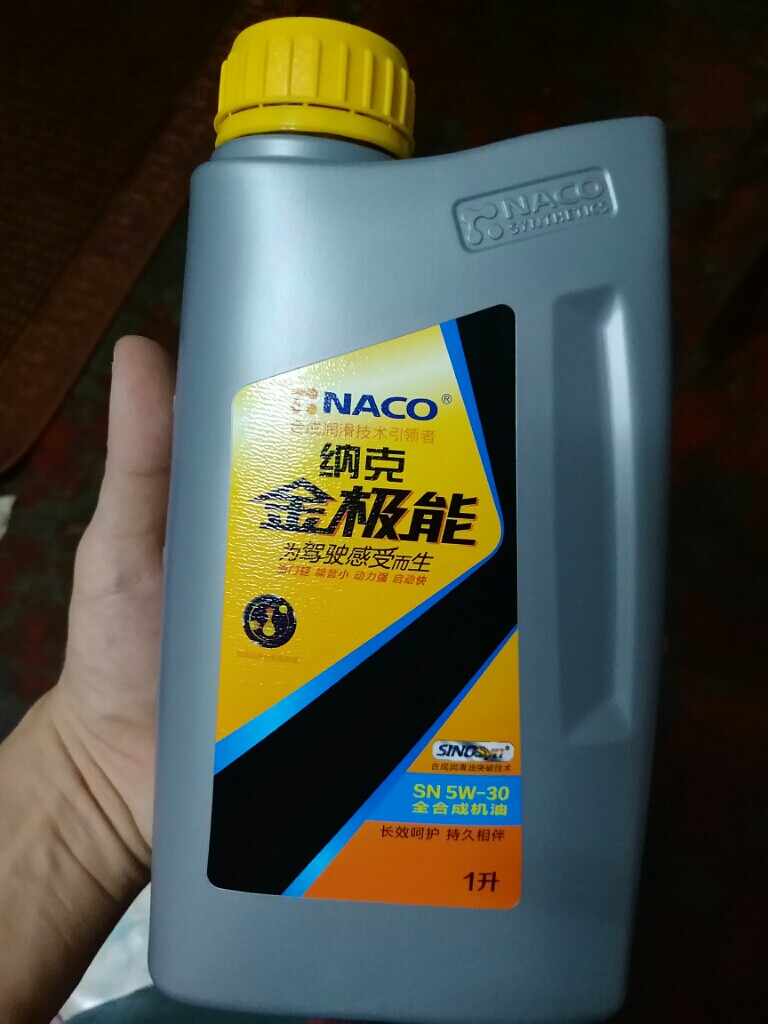 NACO
SYNTHETICS
NACO®
合成润滑技术引领者
纳克
金极能
为驾驶感受而生
油门轻 噪音小 动力强 启动快
SINOSYN®
合成润滑油突破技术
SN 5W-30
全合成机油
长效呵护 持久相伴
1升